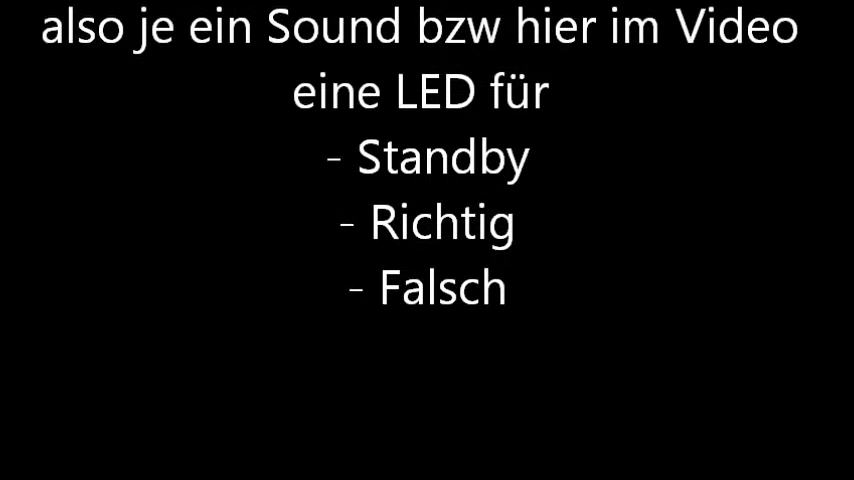 also je ein Sound bzw hier im Video
eine LED für
- Standby
- Richtig
- Falsch